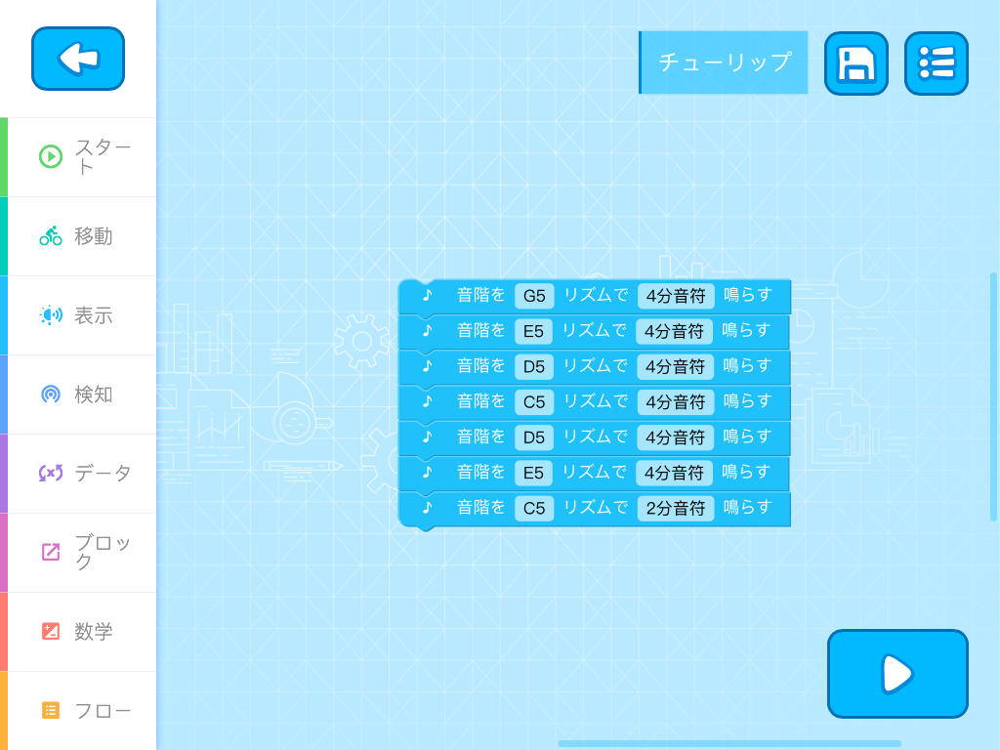 チューリップ
スター
ト
移動
表示
検知
データ
ブロッ
ク
数学
フロー
音階を G5 リズムで 4分音符 鳴らす
音階を E5 リズムで 4分音符 鳴らす
音階を D5 リズムで 4分音符 鳴らす
音階を C5 リズムで 4分音符 鳴らす
音階を D5 リズムで 4分音符 鳴らす
音階を E5 リズムで 4分音符 鳴らす
音階を C5 リズムで 2分音符 鳴らす